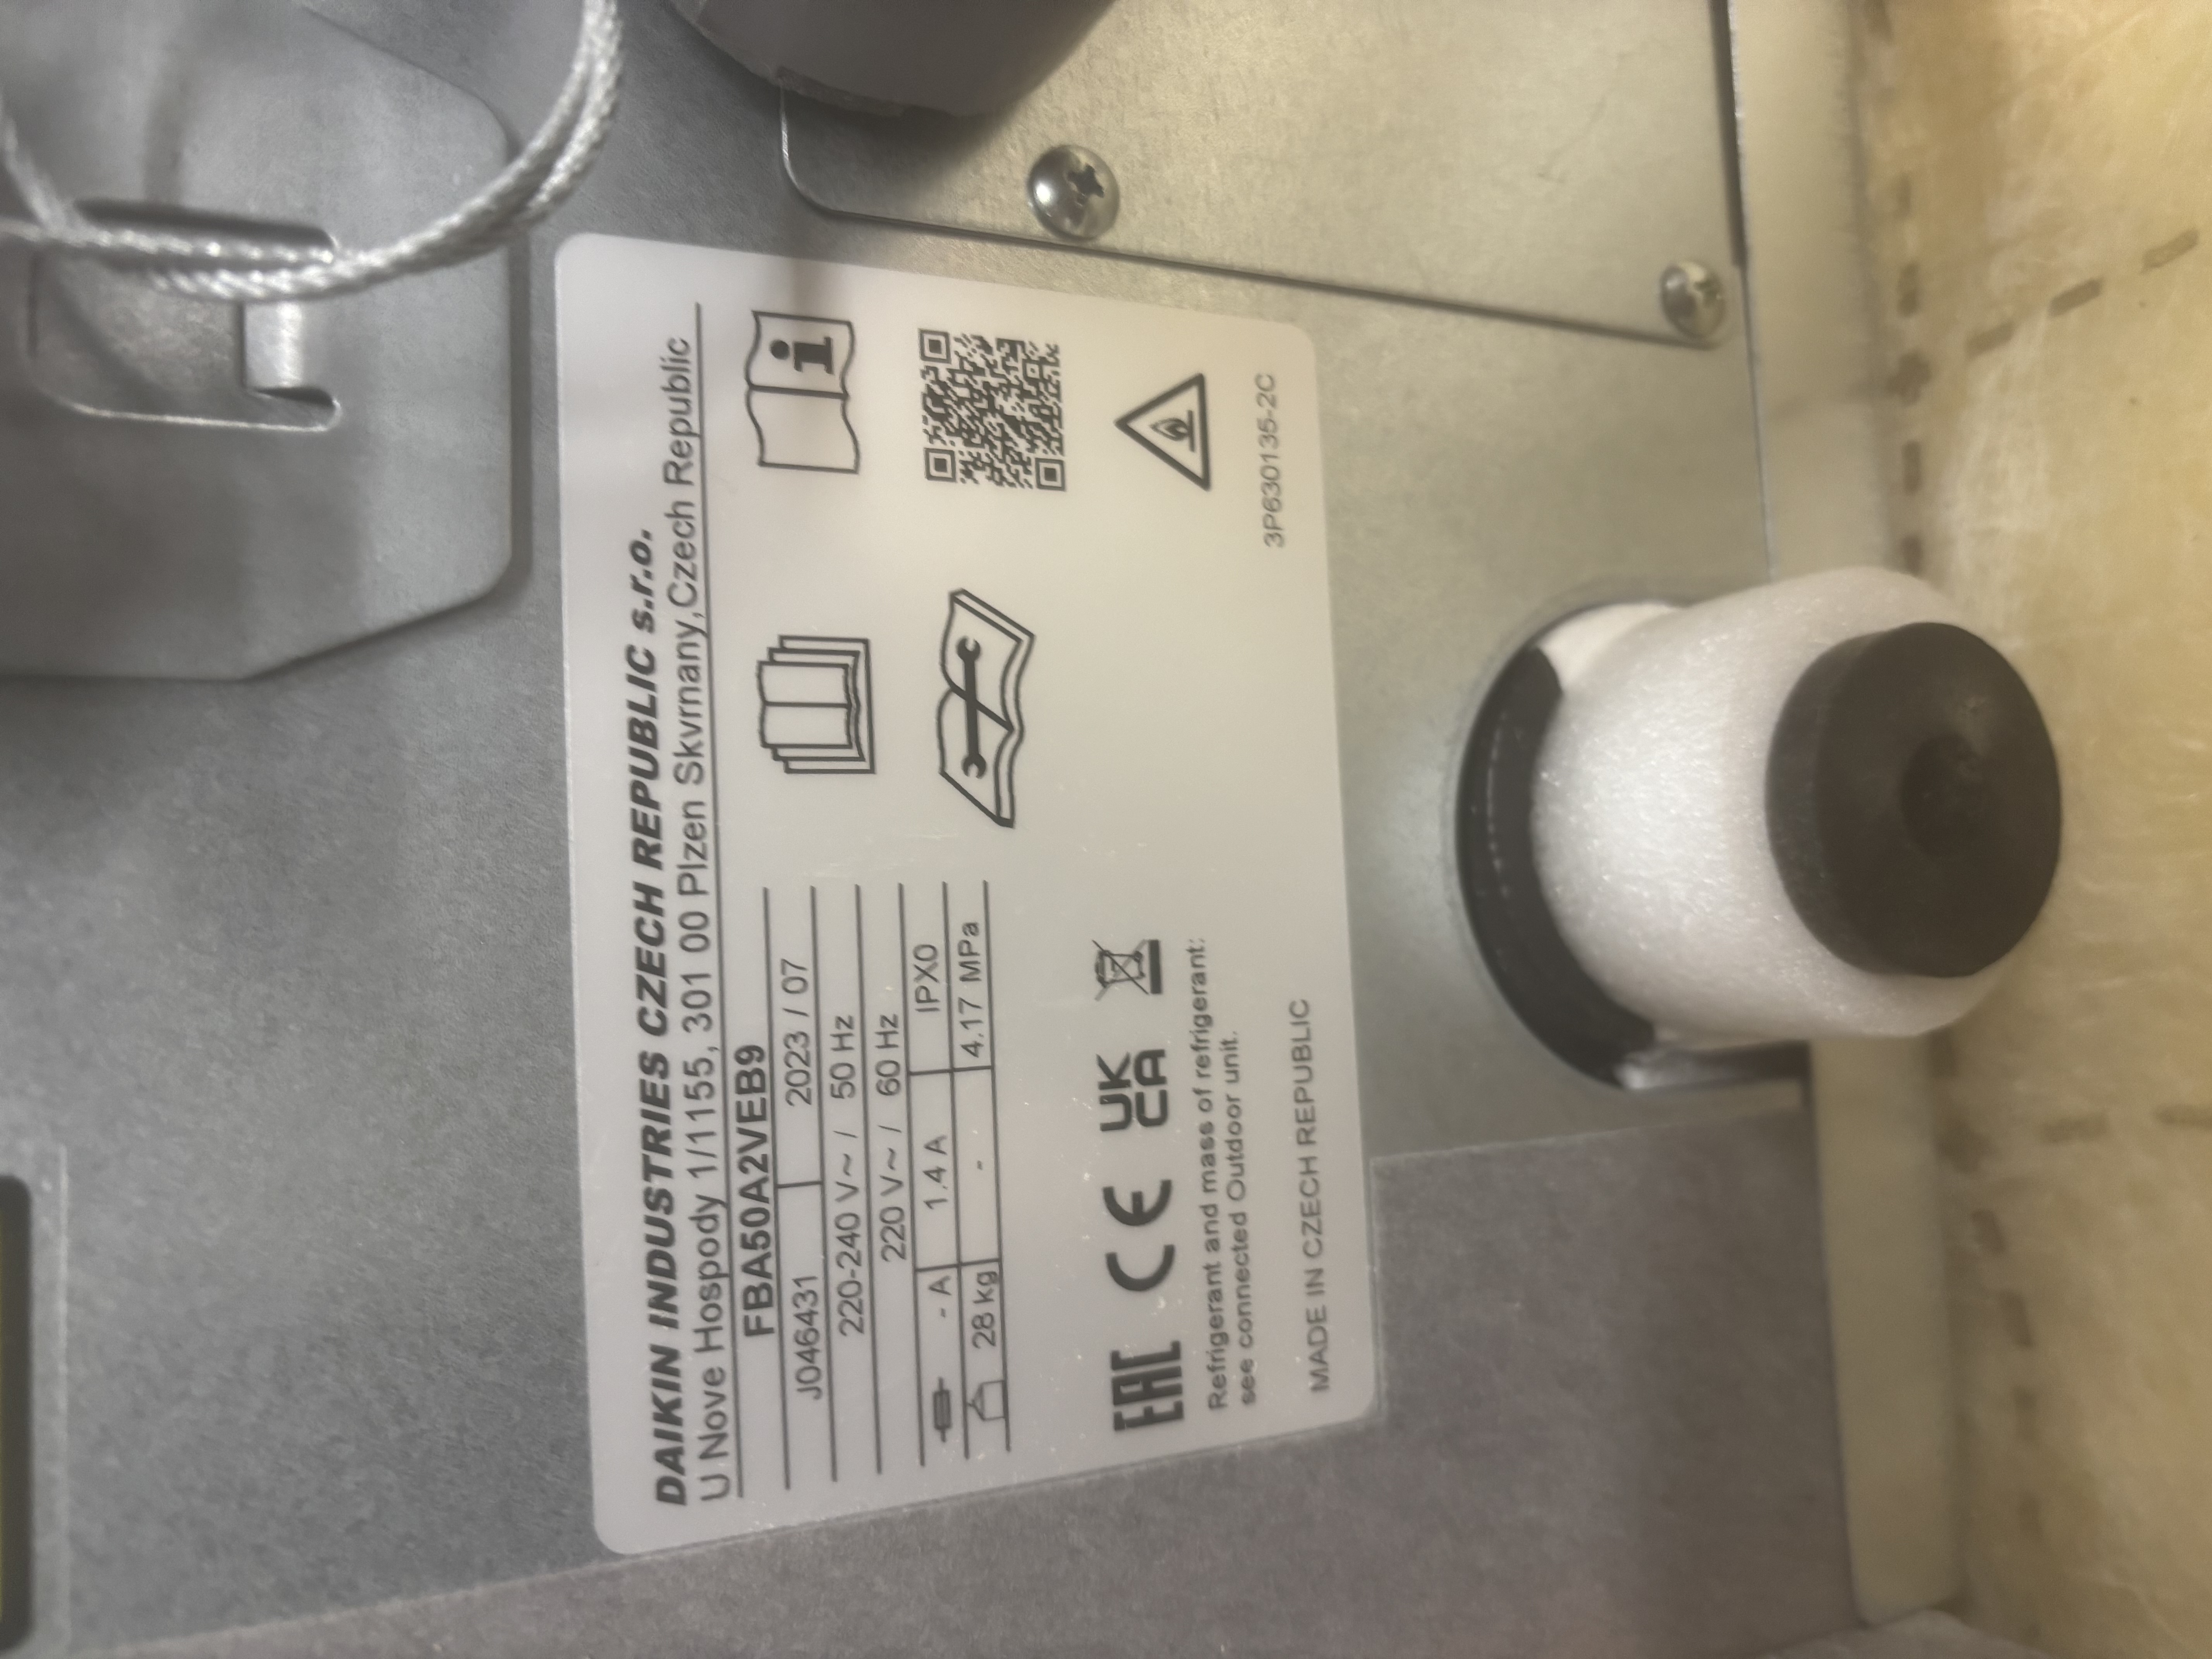 DAIKIN INDUSTRIES CZECH REPUBLIC s.r.o.
U Nove Hospody 1/1155, 301 00 Plzen Skvrnany,Czech Republic
FBA50A2VEB9
J046431 2023 / 07
220-240 V~ / 50 Hz
220 V~ / 60 Hz
- A 1.4 A IPX0
28 kg - 4.17 MPa
i
EAC CE UK CA
Refrigerant and mass of refrigerant:
see connected Outdoor unit.
MADE IN CZECH REPUBLIC
3P630135-2C